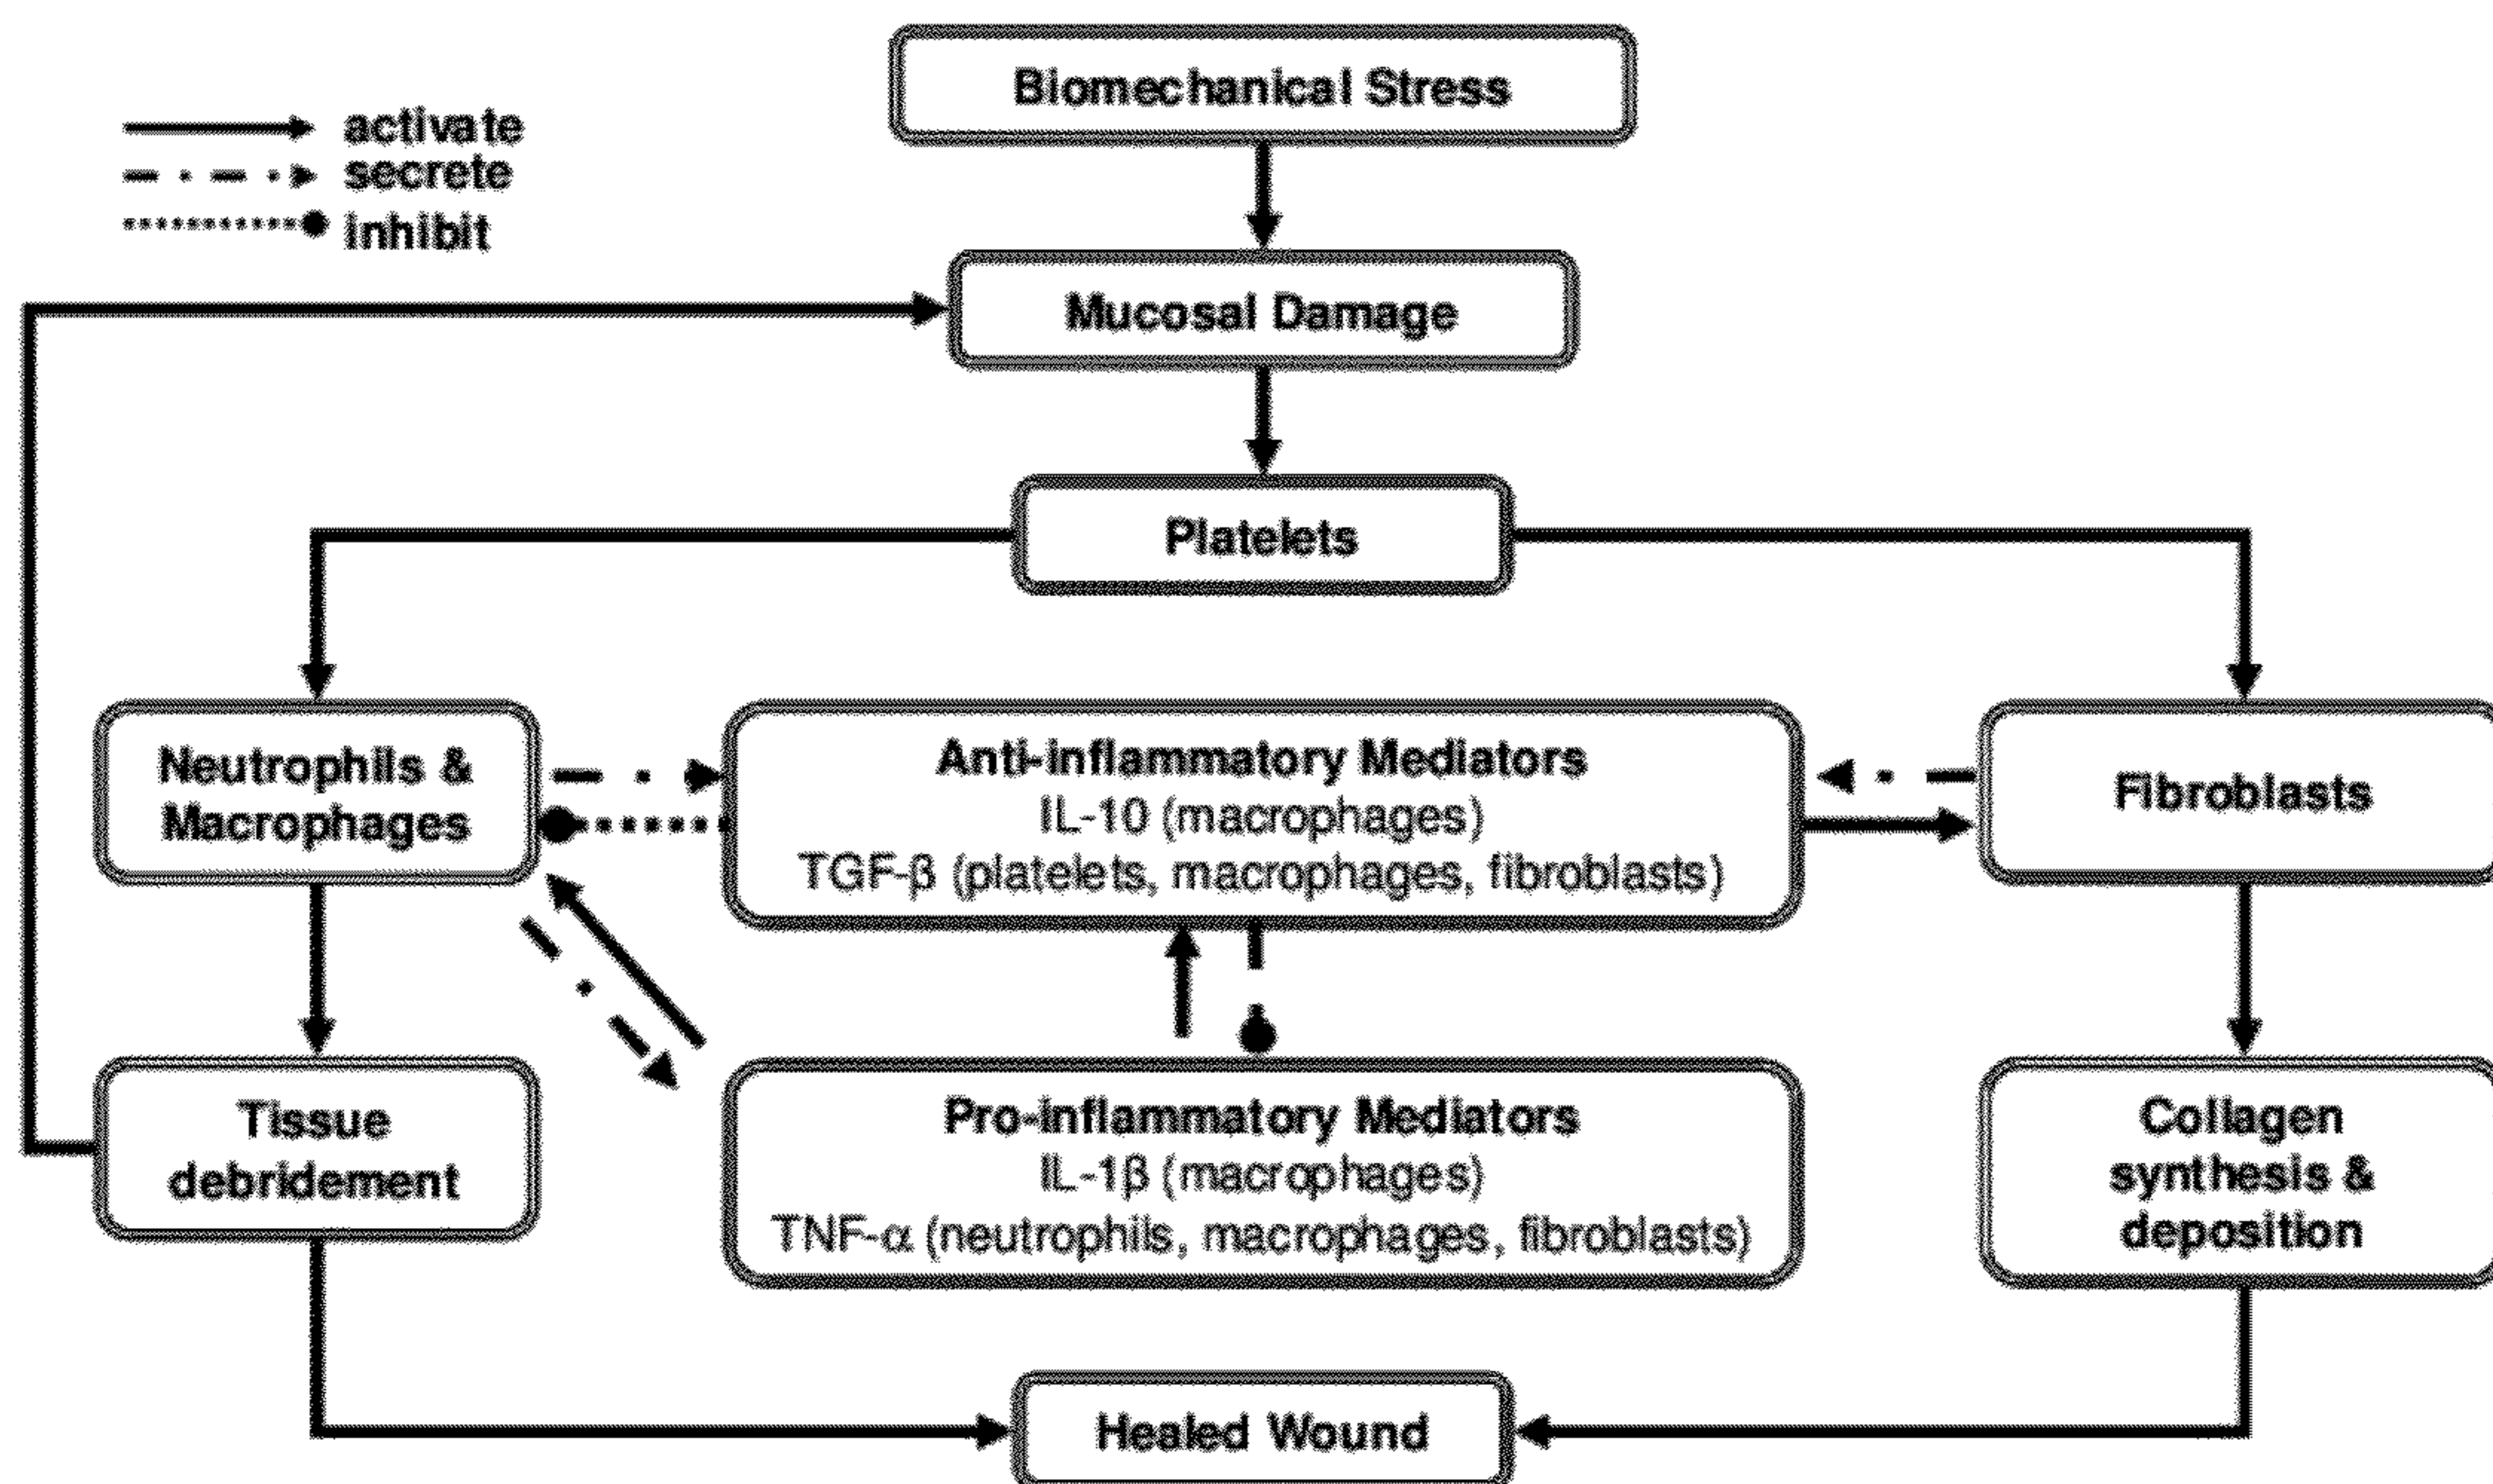 Biomechanical Stress
activate
secrete
inhibit
Mucosal Damage
Platelets
Neutrophils &
Macrophages
Anti-inflammatory Mediators
IL-10 (macrophages)
TGF-β (platelets, macrophages, fibroblasts)
Fibroblasts
Tissue
debridement
Pro-inflammatory Mediators
IL-1β (macrophages)
TNF-α (neutrophils, macrophages, fibroblasts)
Collagen
synthesis &
deposition
Healed Wound